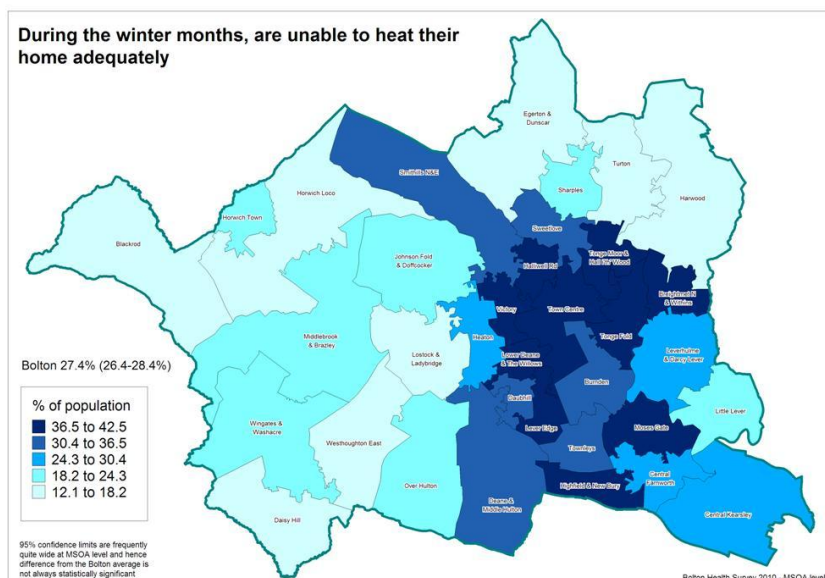 During the winter months, are unable to heat their
home adequately
Egerton &
Dunscar
Turton
Smithills N&E
Sharples
Harwood
Horwich Loco
Horwich Town
Sweetlove
Blackrod
Johnson Fold
& Doffcocker
Halliwell Rd
Tonge Moor &
Hall i'th' Wood
Breightmet N
& Withins
Victory
Town Centre
Middlebrook
& Brazley
Heaton
Tonge Fold
Lostock &
Ladybridge
Lower Deane
& The Willows
Leverhulme
& Darcy Lever
Bolton 27.4% (26.4-28.4%)
Burnden
Daubhill
Little Lever
% of population
36.5 to 42.5
30.4 to 36.5
24.3 to 30.4
18.2 to 24.3
12.1 to 18.2
Wingates &
Washacre
Westhoughton East
Lever Edge
Moses Gate
Townleys
Over Hulton
Central
Farnworth
Highfield & New Bury
Deane &
Middle Hulton
Central Kearsley
Daisy Hill
95% confidence limits are frequently
quite wide at MSOA level and hence
difference from the Bolton average is
not always statistically significant
Bolton Health Survey 2010 - MSOA level